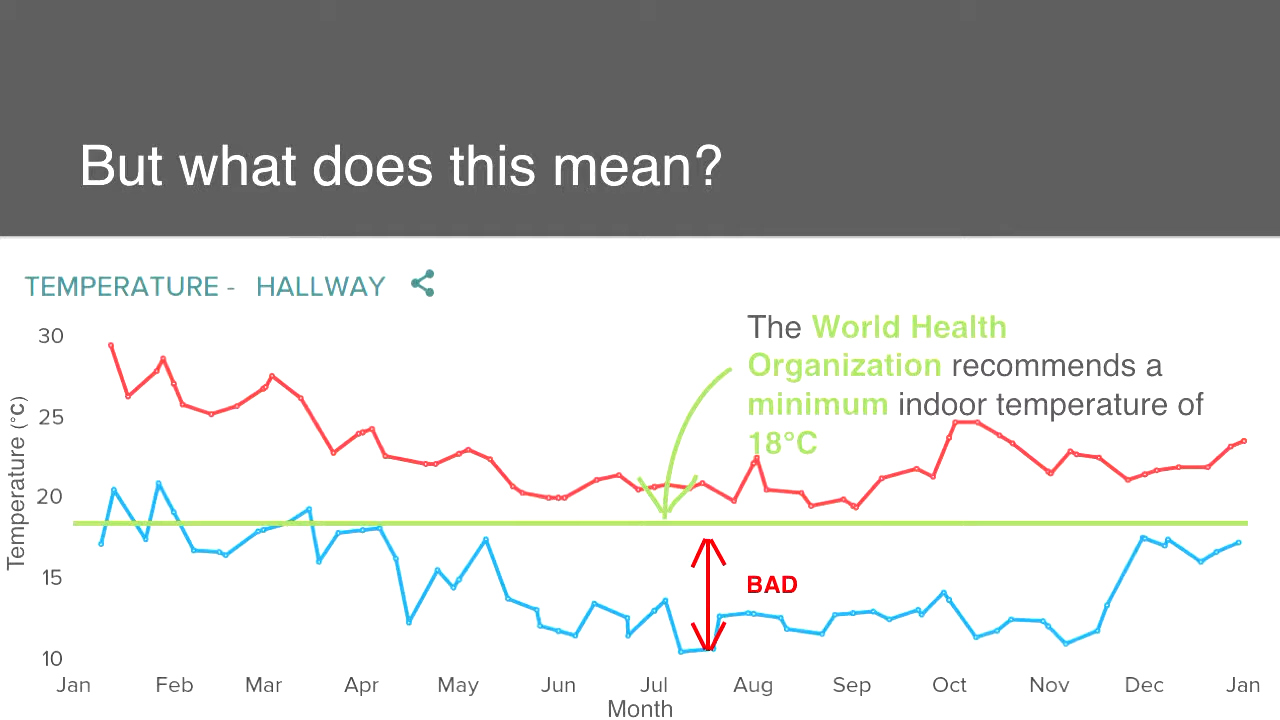 But what does this mean?
TEMPERATURE - HALLWAY
The World Health
Organization recommends a
minimum indoor temperature of
18°C
BAD
Temperature (°C)
30
25
20
15
10
Jan Feb Mar Apr May Jun Jul Aug Sep Oct Nov Dec Jan
Month